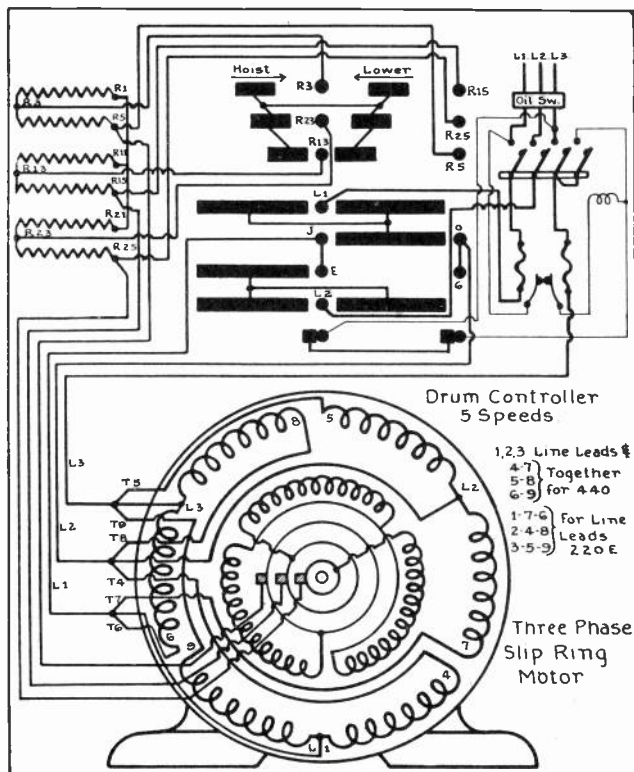 L1 L2 L3
Oil Sw.
Hoist
Lower
R1
R3
R5
R11
R13
R15
R21
R23
R25
R3
R23
R13
R15
R25
R5
L1
J
E
L2
O
G
Drum Controller
5 Speeds
1,2,3 Line Leads &
4-7
5-8
6-9
Together
for 440
1-7-6
2-4-8
3-5-9
For Line
Leads
220 E
Three Phase
Slip Ring
Motor
L3
L2
L1
T5
T9
T8
T4
T7
T6
L3
8
5
L2
7
4
L1
9
6